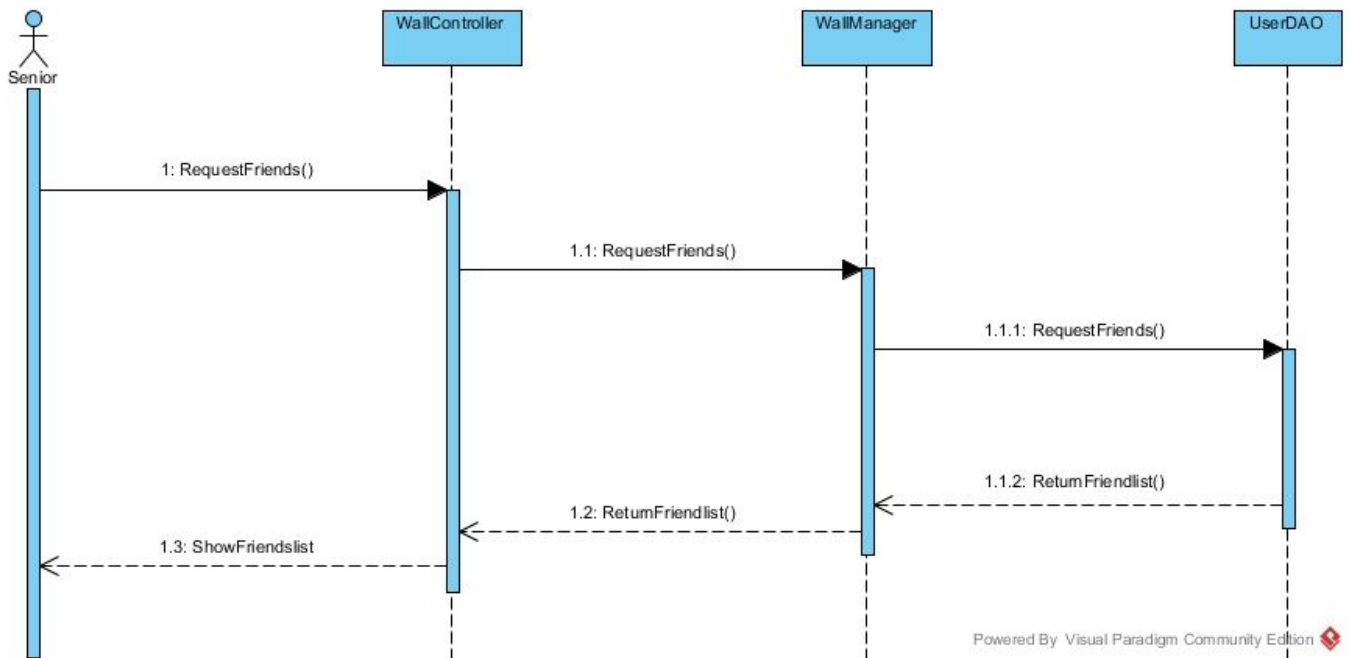 WallController
WallManager
UserDAO
Senior
1: RequestFriends()
1.1: RequestFriends()
1.1.1: RequestFriends()
1.1.2: ReturnFriendlist()
1.2: ReturnFriendlist()
1.3: ShowFriendslist
Powered By Visual Paradigm Community Edition